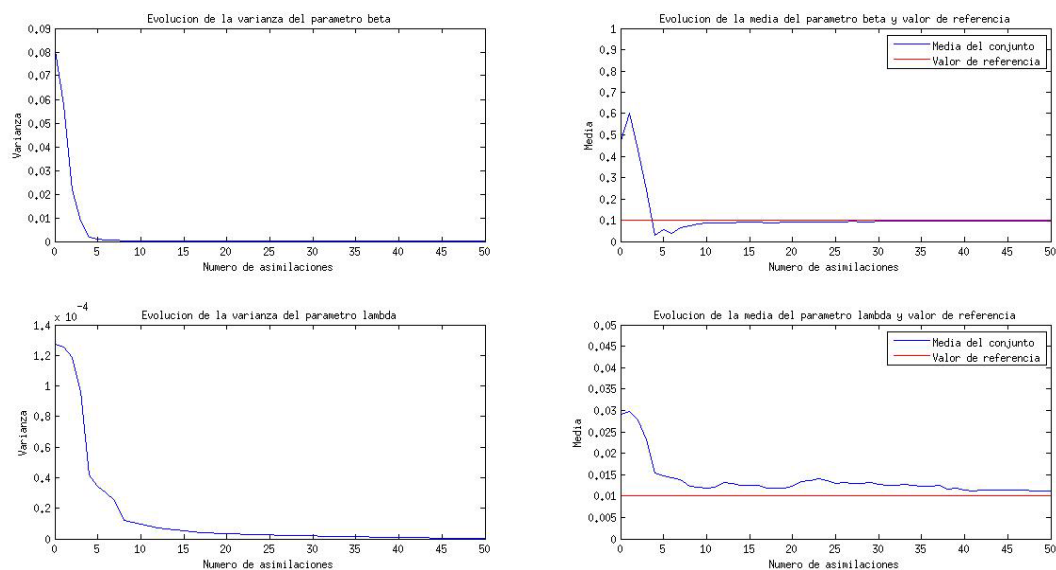 Evolucion de la varianza del parametro beta
0.09
0.08
0.07
0.06
0.05
0.04
0.03
0.02
0.01
0
Varianza
0 5 10 15 20 25 30 35 40 45 50
Numero de asimilaciones
Evolucion de la media del parametro beta y valor de referencia
1
0.9
0.8
0.7
0.6
0.5
0.4
0.3
0.2
0.1
0
Media
Media del conjunto
Valor de referencia
0 5 10 15 20 25 30 35 40 45 50
Numero de asimilaciones
x 10^-4
Evolucion de la varianza del parametro lambda
1.4
1.2
1
0.8
0.6
0.4
0.2
0
Varianza
0 5 10 15 20 25 30 35 40 45 50
Numero de asimilaciones
Evolucion de la media del parametro lambda y valor de referencia
0.05
0.045
0.04
0.035
0.03
0.025
0.02
0.015
0.01
0.005
0
Media
Media del conjunto
Valor de referencia
0 5 10 15 20 25 30 35 40 45 50
Numero de asimilaciones